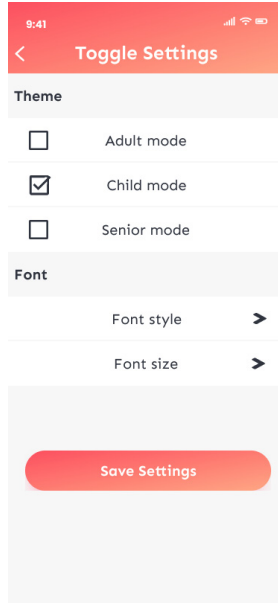 9:41
Toggle Settings
Theme
Adult mode
Child mode
Senior mode
Font
Font style
Font size
Save Settings